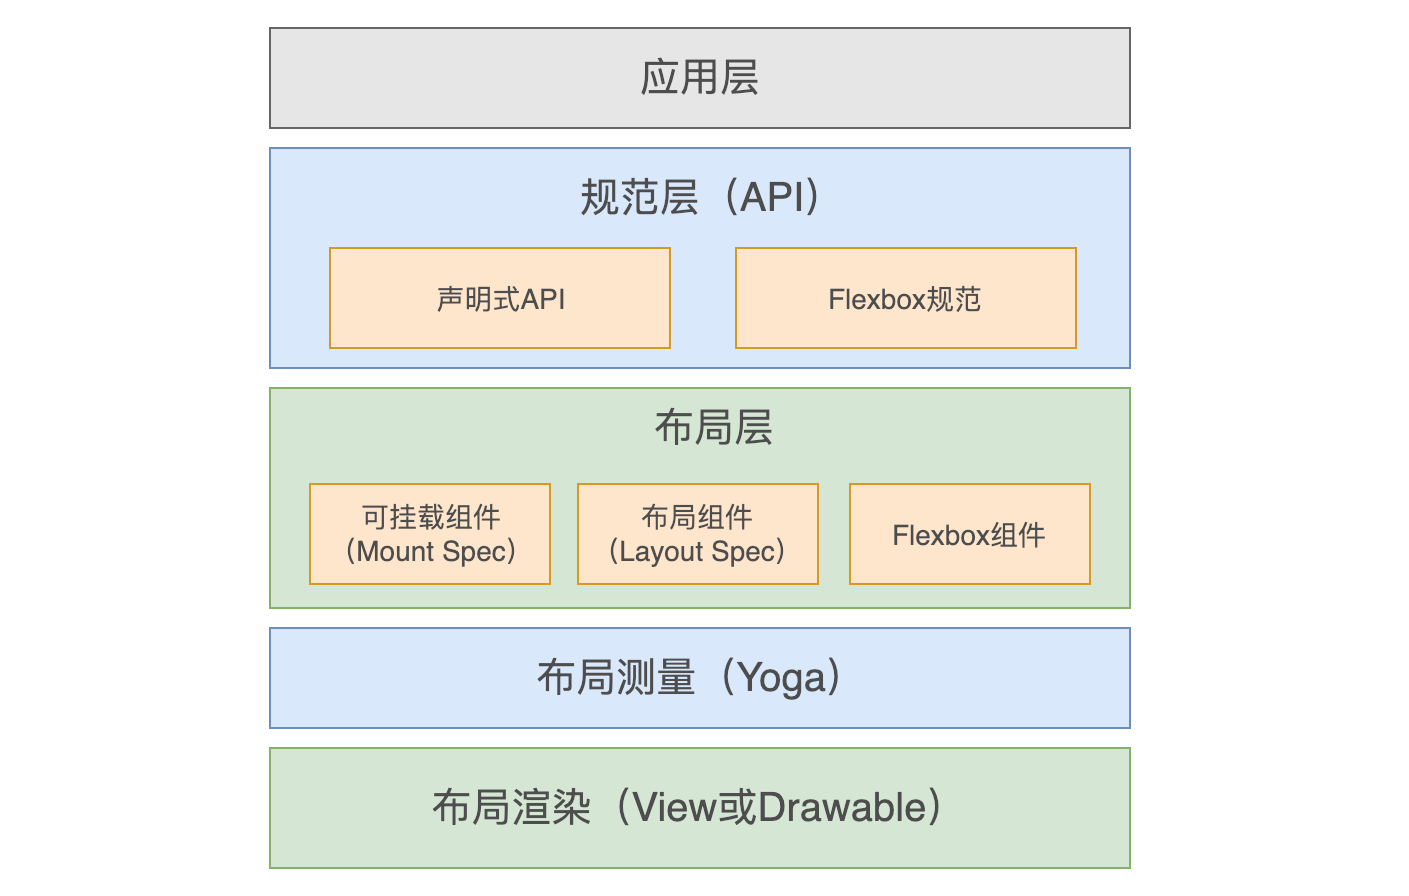 应用层
规范层（API）
声明式API
Flexbox规范
布局层
可挂载组件
（Mount Spec）
布局组件
（Layout Spec）
Flexbox组件
布局测量（Yoga）
布局渲染（View或Drawable）